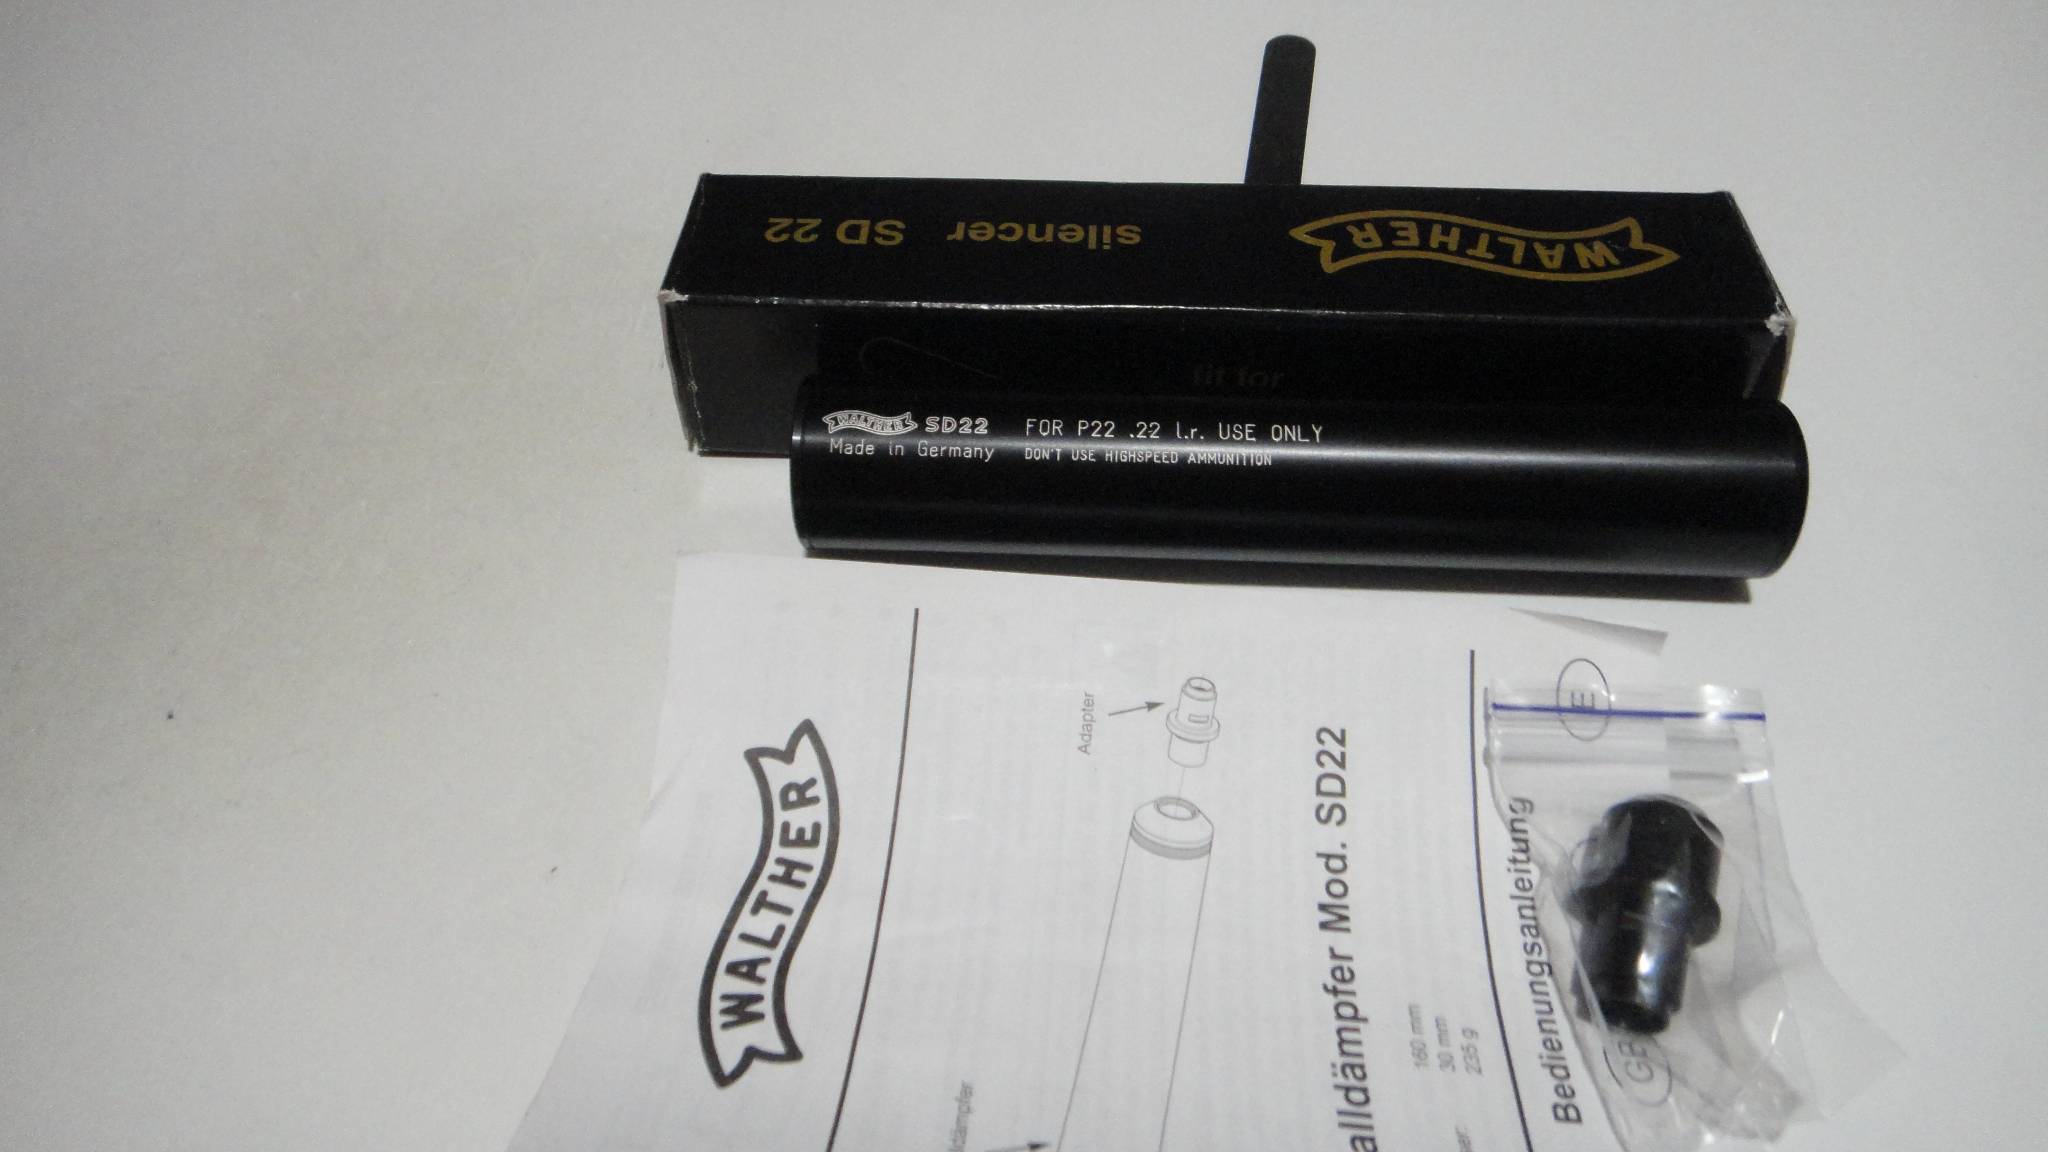 WALTHER silencer SD 22
fit for
WALTHER SD22 FOR P22 .22 l.r. USE ONLY
Made in Germany DON'T USE HIGHSPEED AMMUNITION
WALTHER
Adapter
alldämpfer Mod. SD22
160 mm
30 mm
235 g
Bedienungsanleitung
E
GB